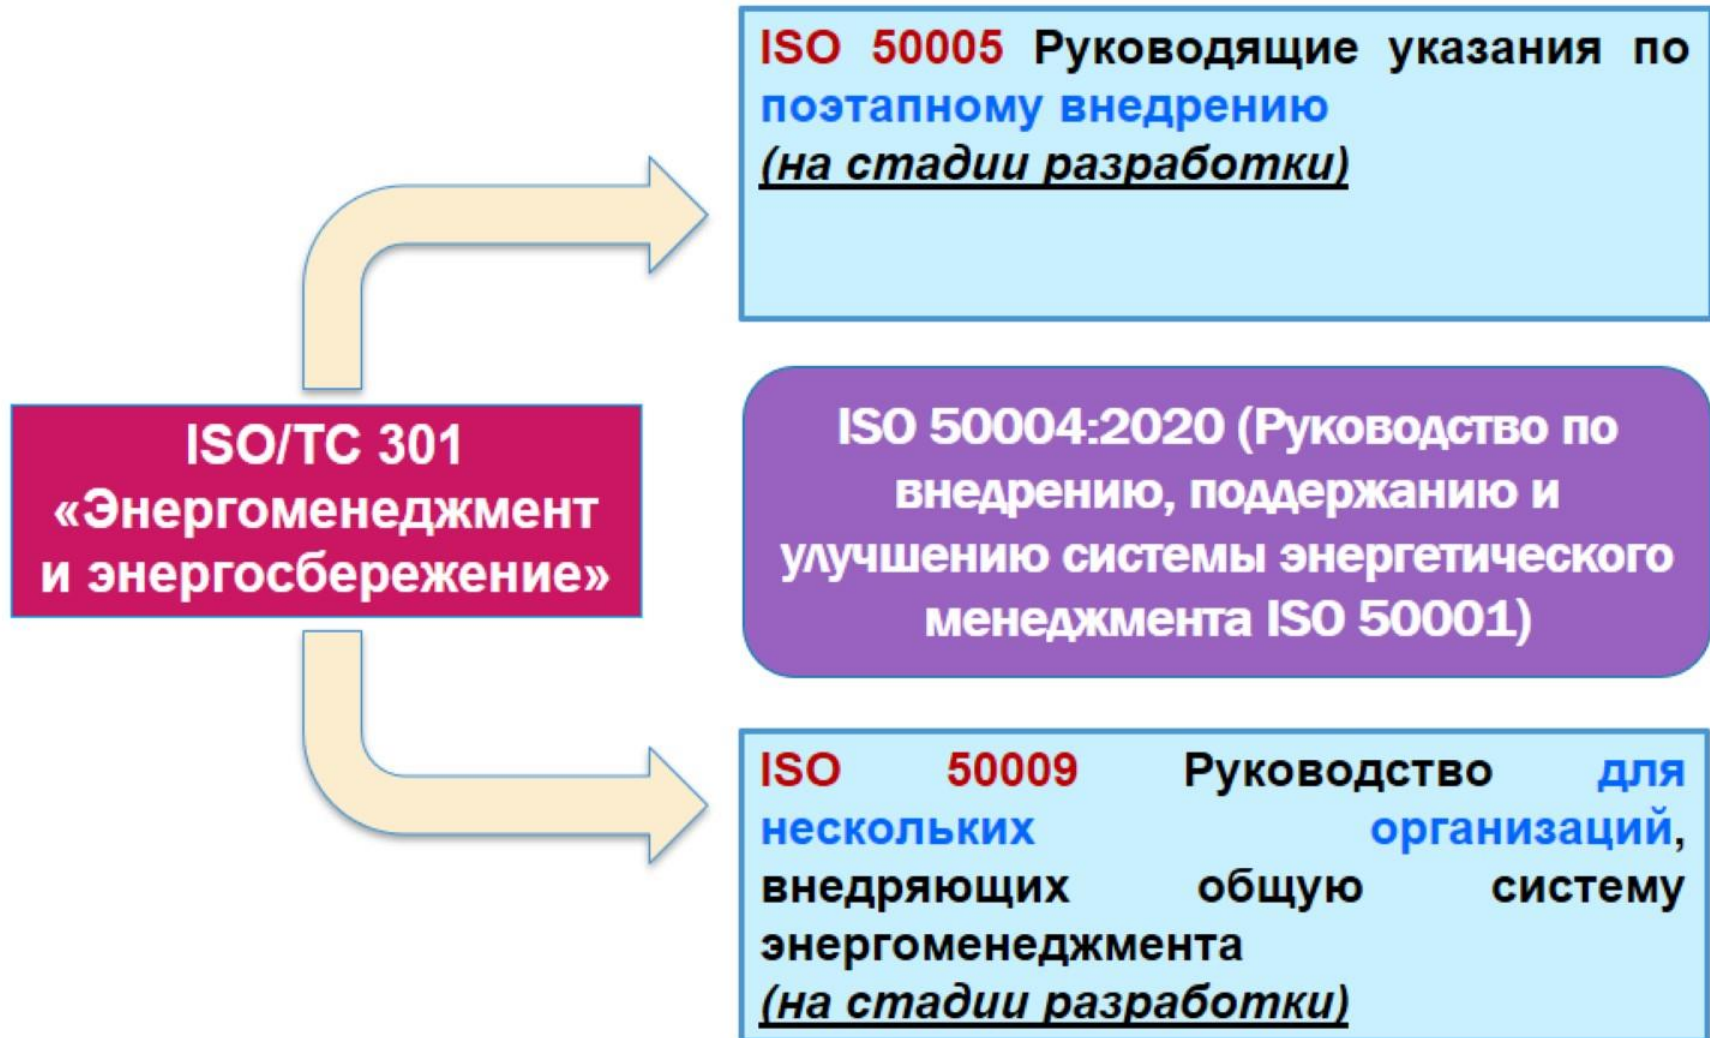 ISO 50005 Руководящие указания по
поэтапному внедрению
(на стадии разработки)
ISO/TC 301
«Энергоменеджмент
и энергосбережение»
ISO 50004:2020 (Руководство по
внедрению, поддержанию и
улучшению системы энергетического
менеджмента ISO 50001)
ISO 50009 Руководство для
нескольких организаций,
внедряющих общую систему
энергоменеджмента
(на стадии разработки)